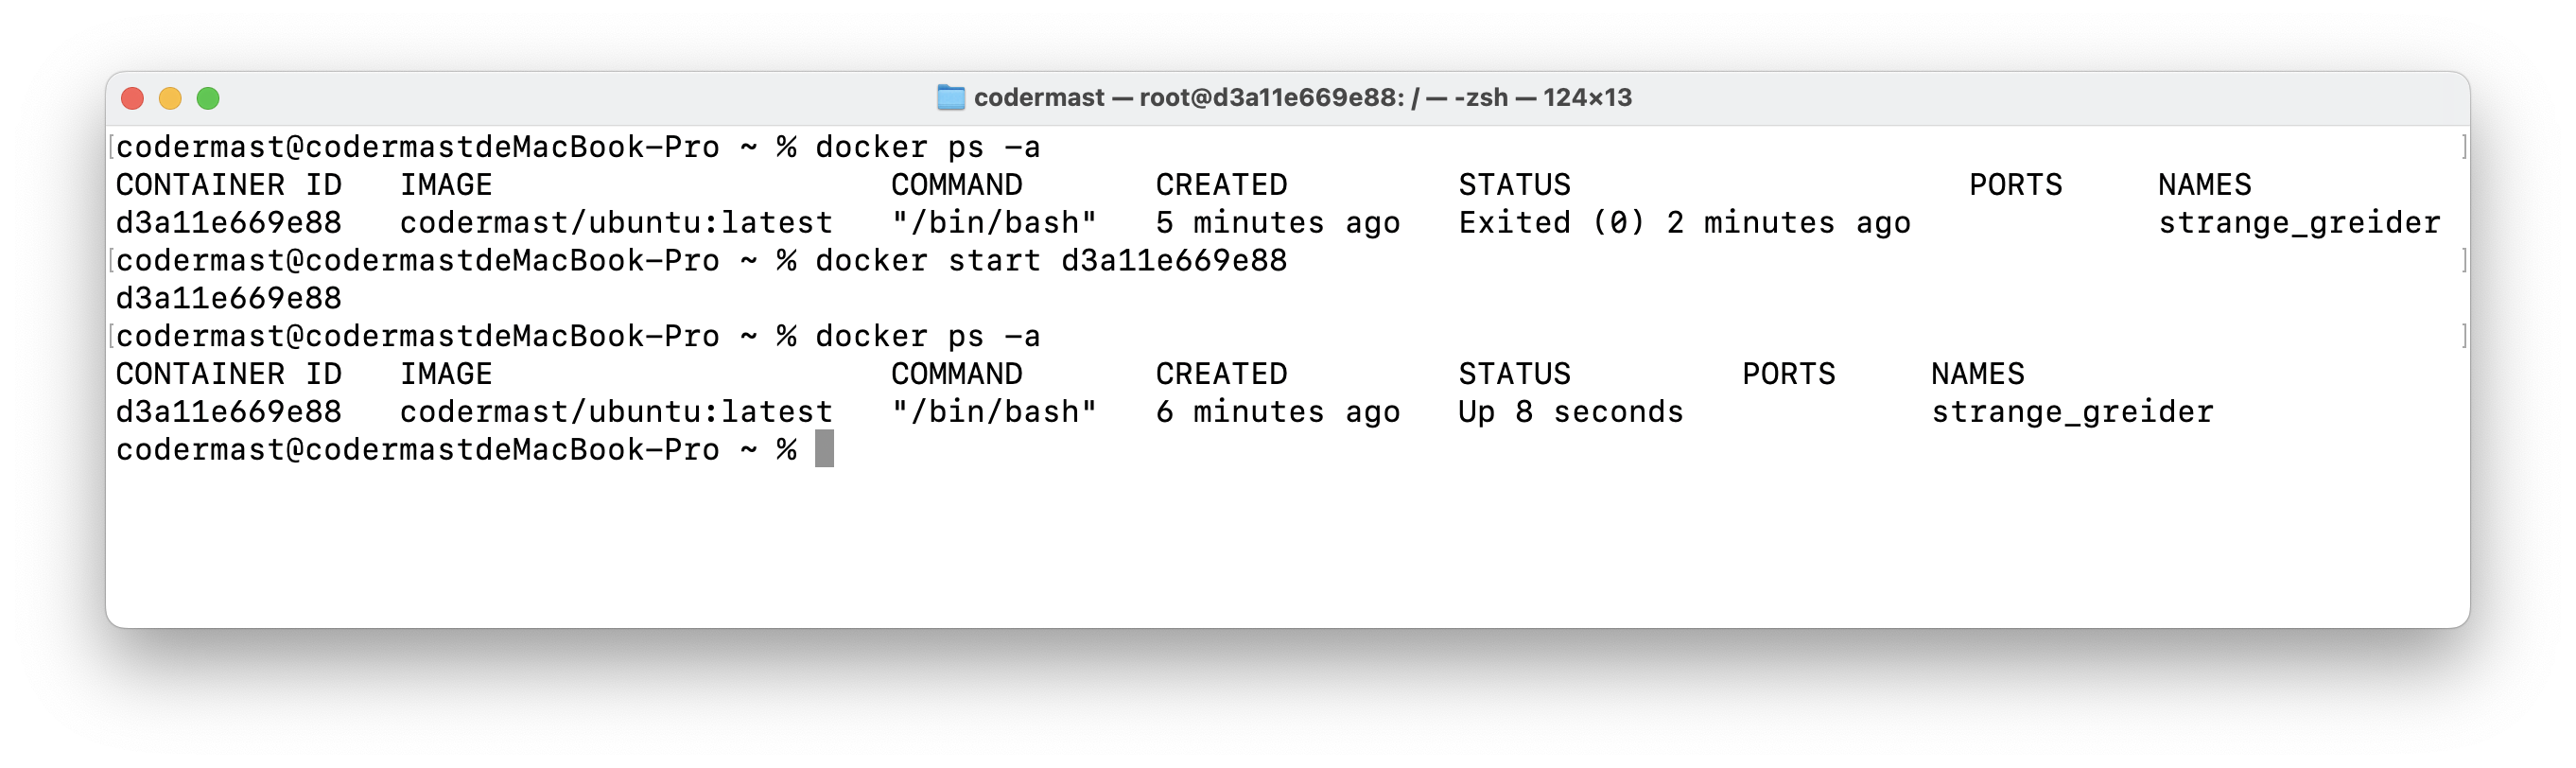 codermast — root@d3a11e669e88: / — -zsh — 124×13
[codermast@codermastdeMacBook-Pro ~ % docker ps -a ]
CONTAINER ID   IMAGE                     COMMAND       CREATED         STATUS                     PORTS     NAMES
d3a11e669e88   codermast/ubuntu:latest   "/bin/bash"   5 minutes ago   Exited (0) 2 minutes ago             strange_greider
[codermast@codermastdeMacBook-Pro ~ % docker start d3a11e669e88 ]
d3a11e669e88
[codermast@codermastdeMacBook-Pro ~ % docker ps -a ]
CONTAINER ID   IMAGE                     COMMAND       CREATED         STATUS         PORTS     NAMES
d3a11e669e88   codermast/ubuntu:latest   "/bin/bash"   6 minutes ago   Up 8 seconds             strange_greider
codermast@codermastdeMacBook-Pro ~ %